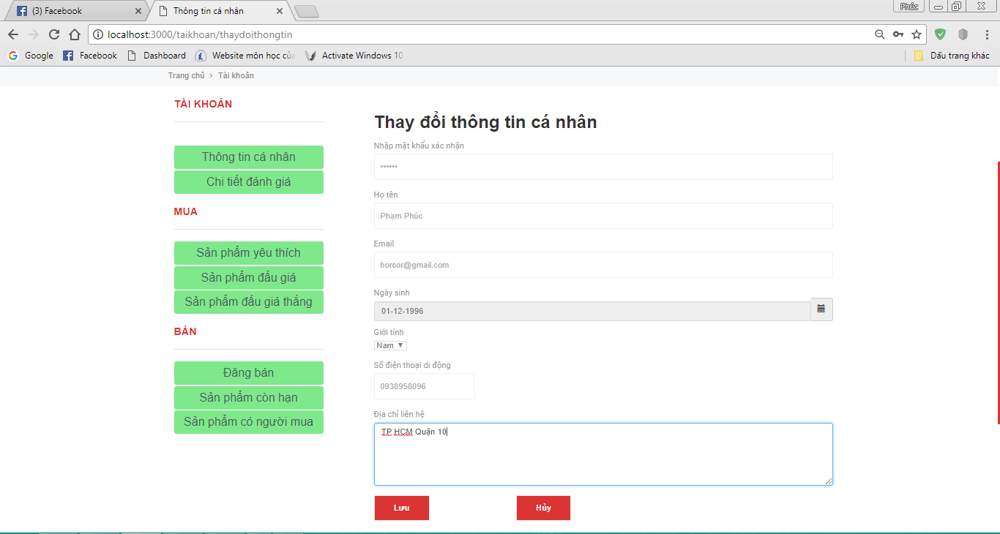 (3) Facebook
Thông tin cá nhân
Phúc
localhost:3000/taikhoan/thaydoithongtin
Google
Facebook
Dashboard
Website môn học củ
Activate Windows 10
Dấu trang khác
Trang chủ > Tài khoản
TÀI KHOẢN
Thông tin cá nhân
Chi tiết đánh giá
MUA
Sản phẩm yêu thích
Sản phẩm đấu giá
Sản phẩm đấu giá thắng
BÁN
Đăng bán
Sản phẩm còn hạn
Sản phẩm có người mua
Thay đổi thông tin cá nhân
Nhập mật khẩu xác nhận
••••••
Họ tên
Phạm Phúc
Email
horcor@gmail.com
Ngày sinh
01-12-1996
Giới tính
Nam
Số điện thoại di động
0938958096
Địa chỉ liên hệ
TP HCM Quận 10
Lưu
Hủy